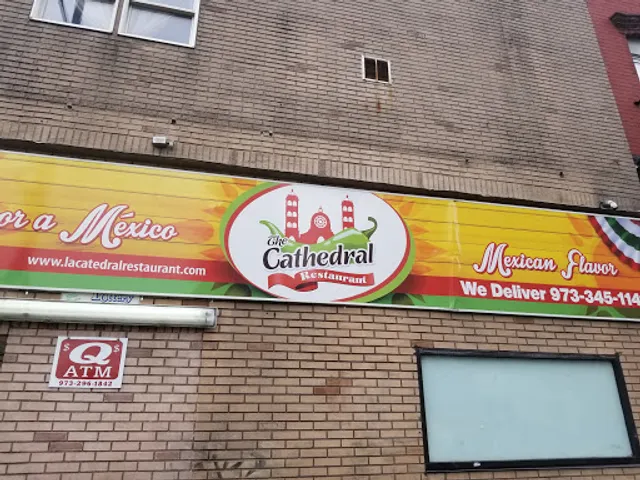 or a México
www.lacatedralrestaurant.com
The
Cathedral
Restaurant
Mexican Flavor
We Deliver 973-345-114
Lottery
$ Q $
ATM
973-296-1842